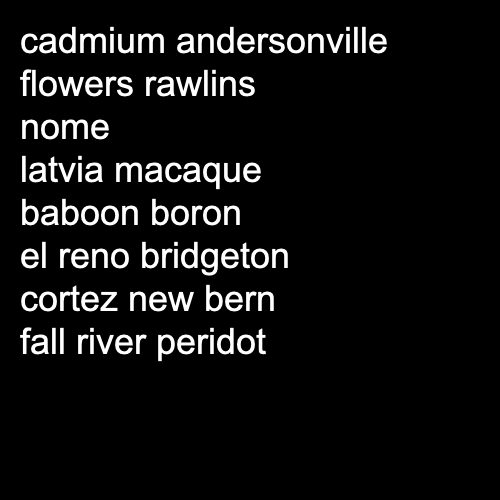 cadmium andersonville
flowers rawlins
nome
latvia macaque
baboon boron
el reno bridgeton
cortez new bern
fall river peridot